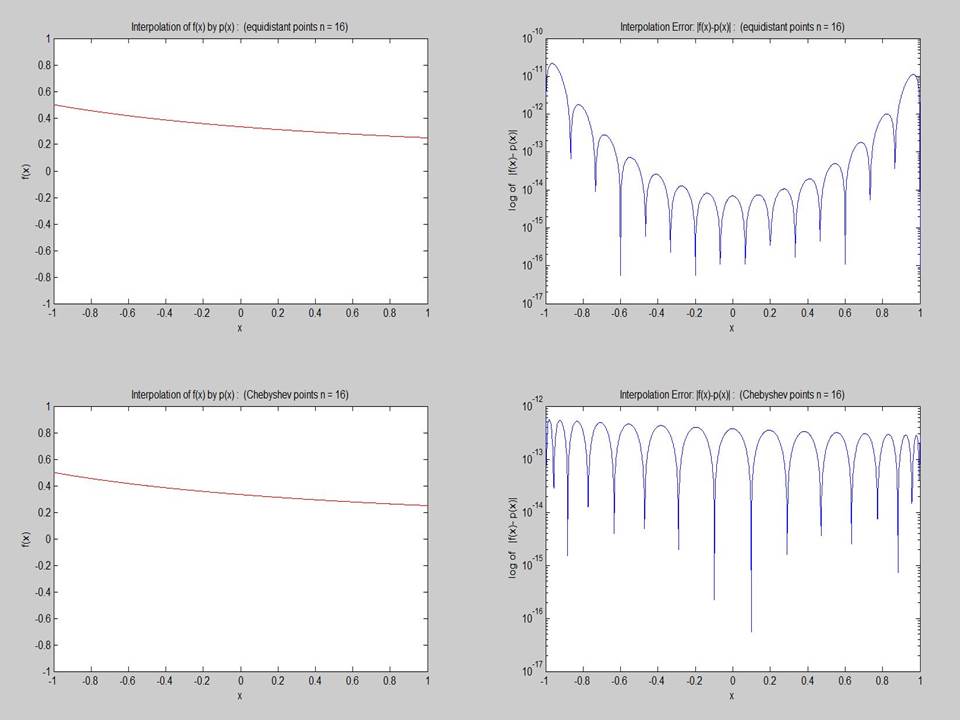 Interpolation of f(x) by p(x) :  (equidistant points n = 16)
1
0.8
0.6
0.4
0.2
0
-0.2
-0.4
-0.6
-0.8
-1
f(x)
-1 -0.8 -0.6 -0.4 -0.2 0 0.2 0.4 0.6 0.8 1
x
Interpolation Error: |f(x)-p(x)| :  (equidistant points n = 16)
10^-10
10^-11
10^-12
10^-13
10^-14
10^-15
10^-16
10^-17
log of |f(x)- p(x)|
-1 -0.8 -0.6 -0.4 -0.2 0 0.2 0.4 0.6 0.8 1
x
Interpolation of f(x) by p(x) :  (Chebyshev points n = 16)
1
0.8
0.6
0.4
0.2
0
-0.2
-0.4
-0.6
-0.8
-1
f(x)
-1 -0.8 -0.6 -0.4 -0.2 0 0.2 0.4 0.6 0.8 1
x
Interpolation Error: |f(x)-p(x)| :  (Chebyshev points n = 16)
10^-12
10^-13
10^-14
10^-15
10^-16
10^-17
log of |f(x)- p(x)|
-1 -0.8 -0.6 -0.4 -0.2 0 0.2 0.4 0.6 0.8 1
x